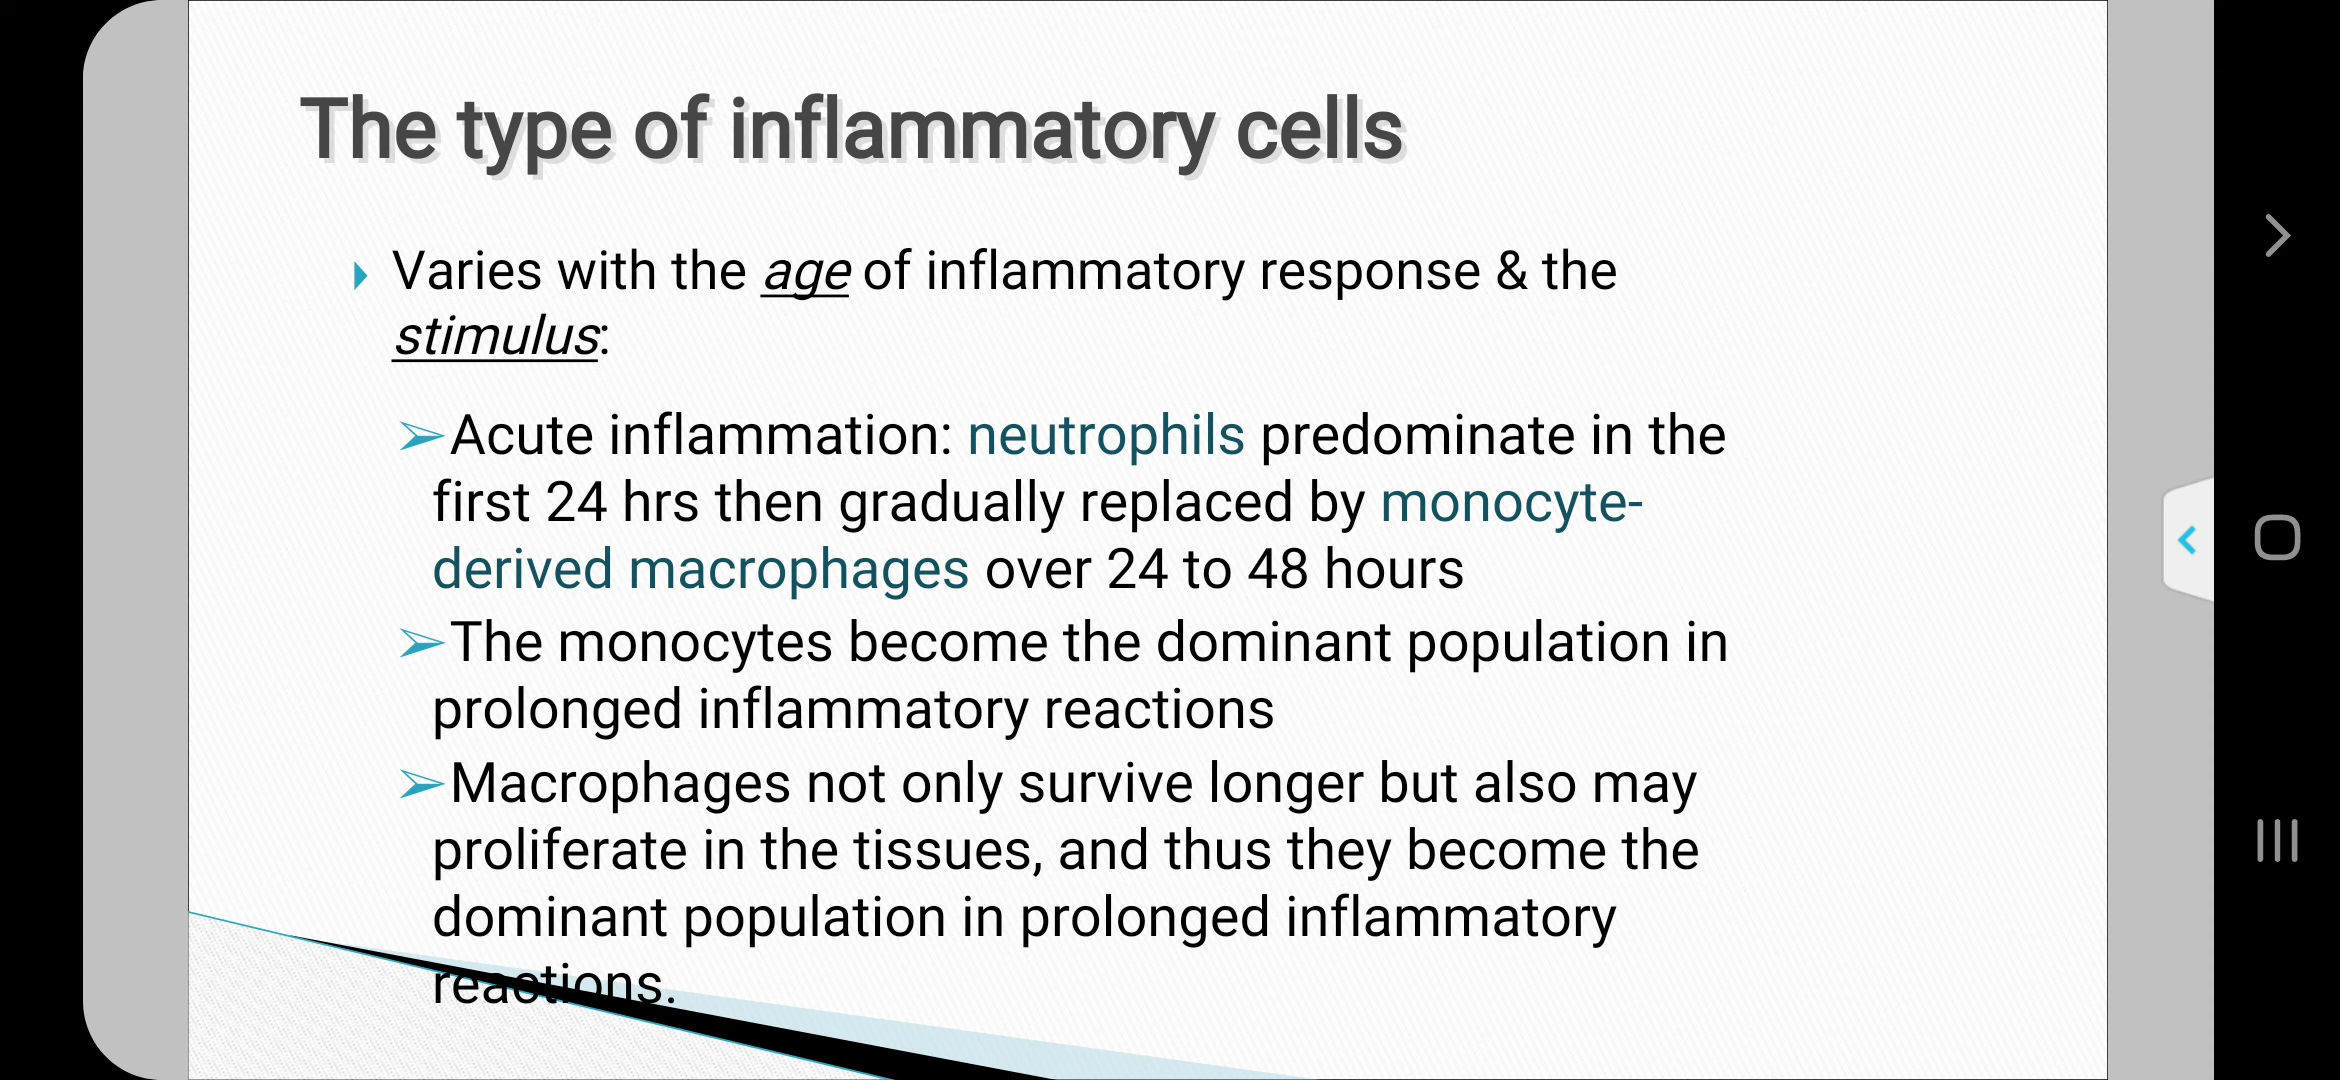 The type of inflammatory cells
Varies with the age of inflammatory response & the
stimulus:
Acute inflammation: neutrophils predominate in the
first 24 hrs then gradually replaced by monocyte-
derived macrophages over 24 to 48 hours
The monocytes become the dominant population in
prolonged inflammatory reactions
Macrophages not only survive longer but also may
proliferate in the tissues, and thus they become the
dominant population in prolonged inflammatory
reactions.